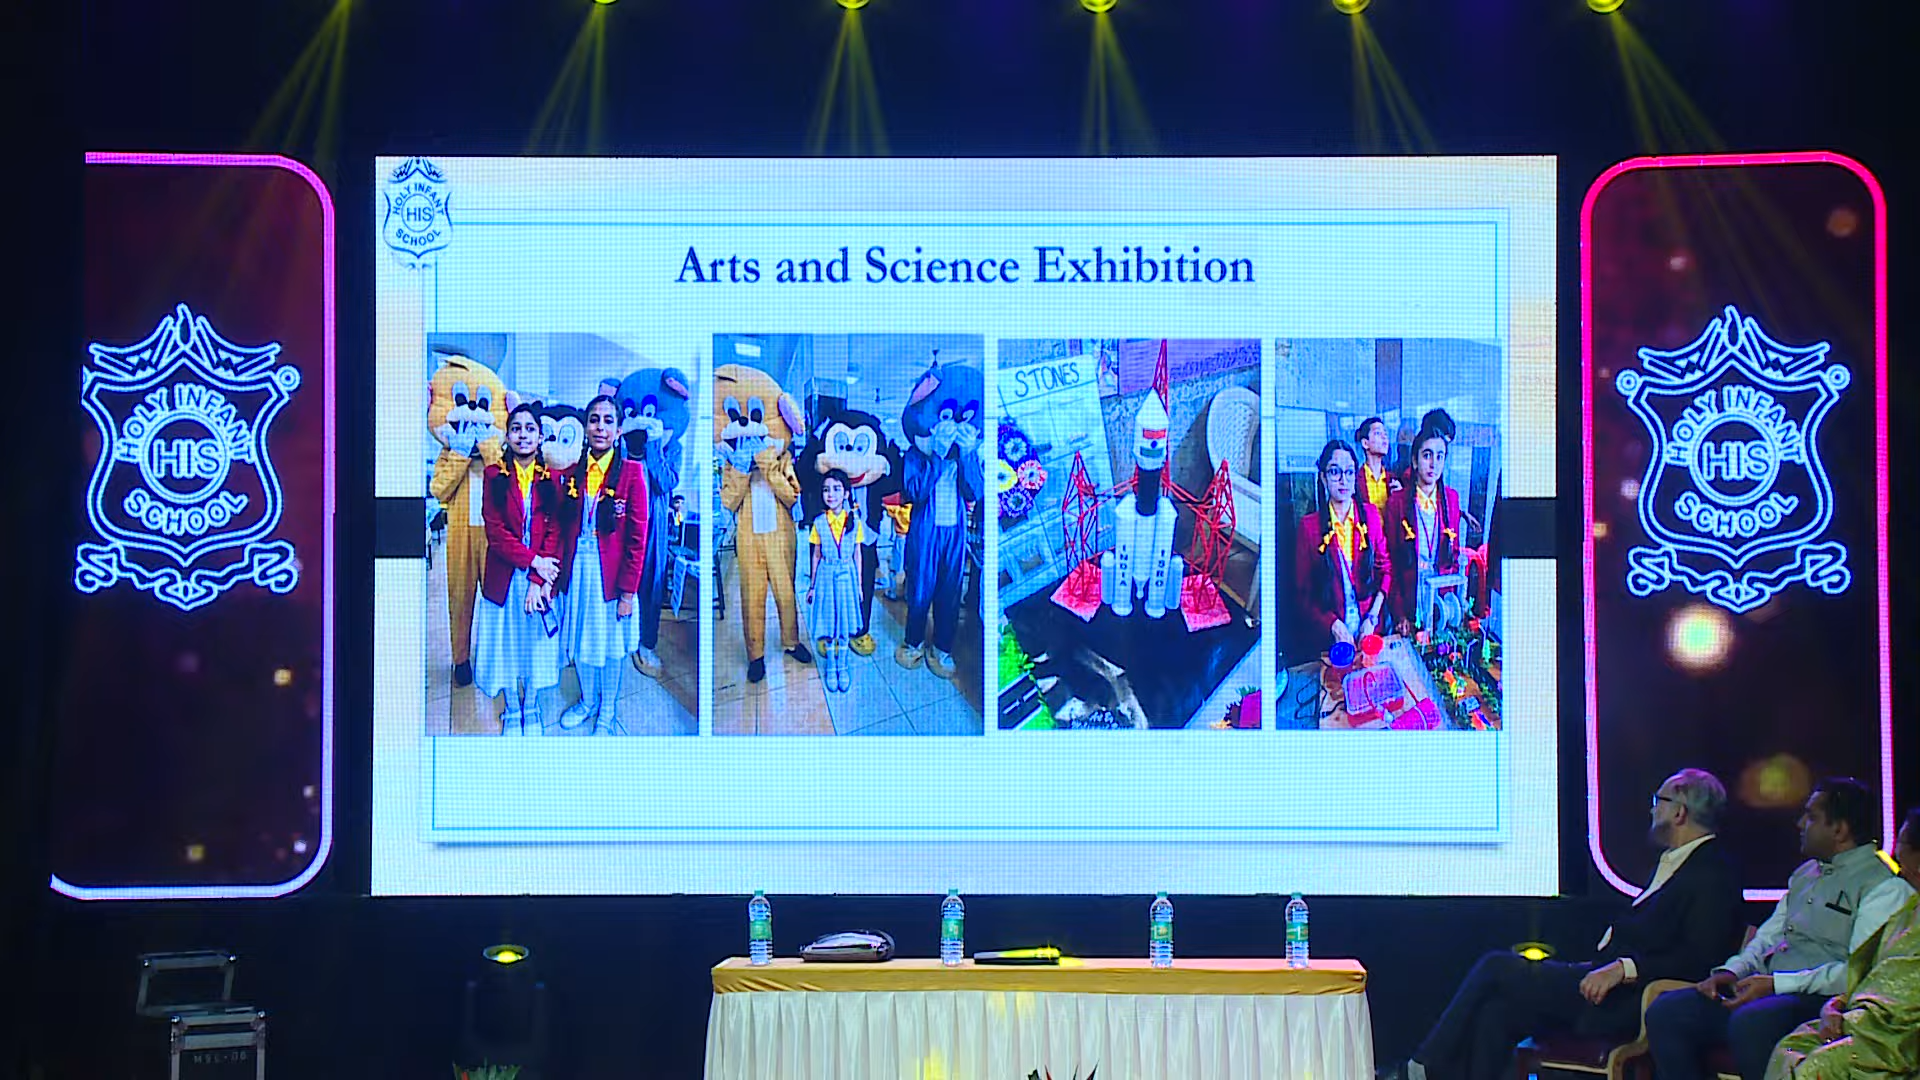 HOLY INFANT
HIS
SCHOOL
Arts and Science Exhibition
HOLY INFANT
HIS
SCHOOL
STONES
INDIA
ISRO
HOLY INFANT
HIS
SCHOOL